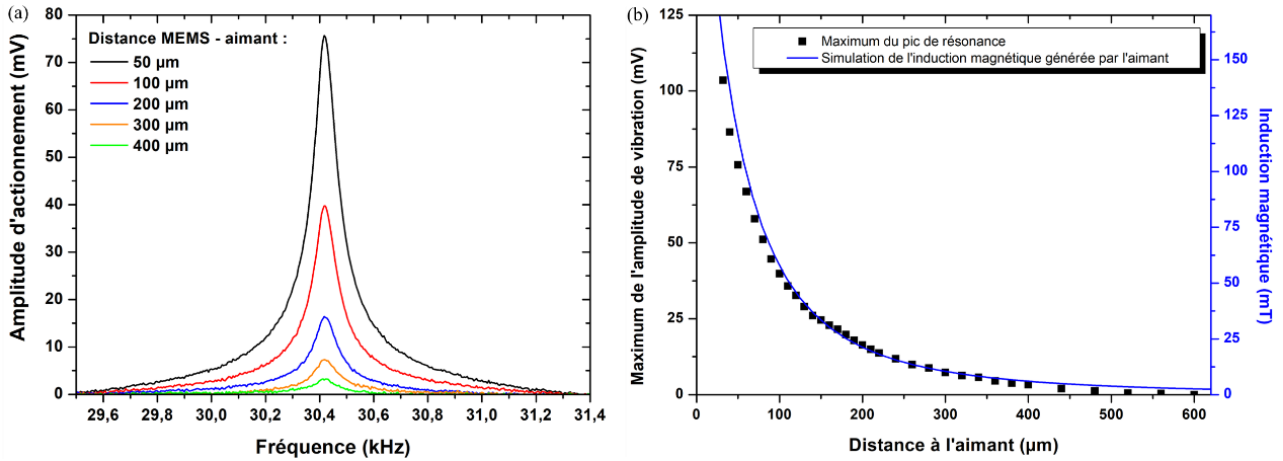 (a)
Amplitude d'actionnement (mV)
80
70
60
50
40
30
20
10
0
Distance MEMS - aimant :
50 µm
100 µm
200 µm
300 µm
400 µm
29,6 29,8 30,0 30,2 30,4 30,6 30,8 31,0 31,2 31,4
Fréquence (kHz)
(b)
Maximum de l'amplitude de vibration (mV)
125
100
75
50
25
0
Maximum du pic de résonance
Simulation de l'induction magnétique générée par l'aimant
150
125
100
75
50
25
0
Induction magnétique (mT)
0 100 200 300 400 500 600
Distance à l'aimant (µm)